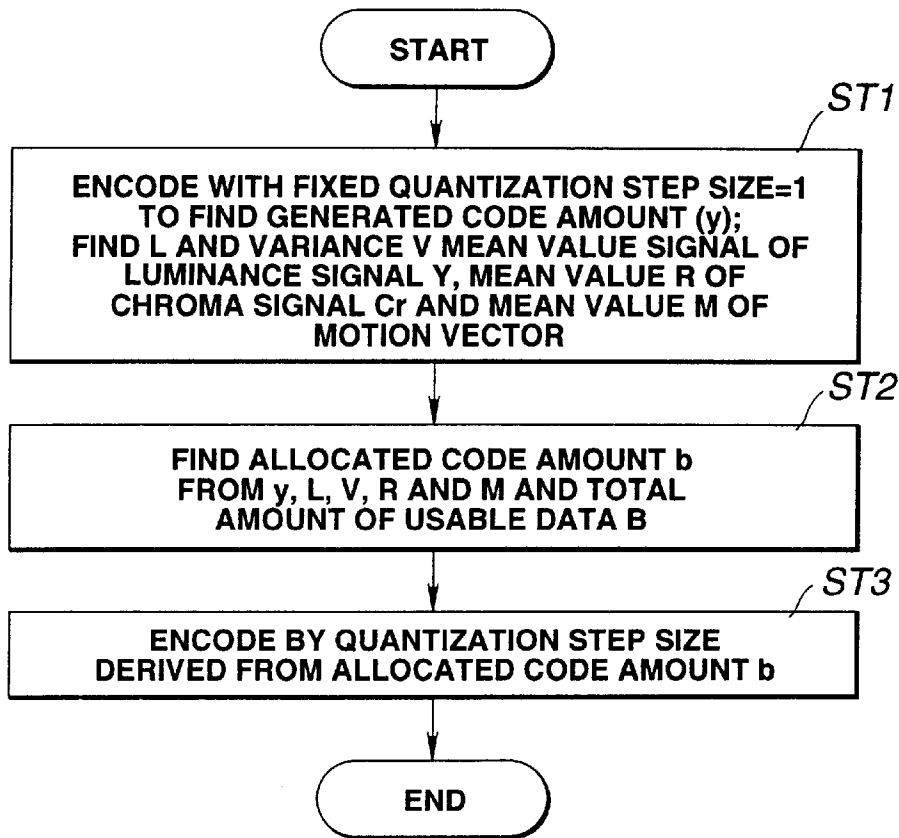 START
ST1
ENCODE WITH FIXED QUANTIZATION STEP SIZE=1
TO FIND GENERATED CODE AMOUNT (y);
FIND L AND VARIANCE V MEAN VALUE SIGNAL OF
LUMINANCE SIGNAL Y, MEAN VALUE R OF
CHROMA SIGNAL Cr AND MEAN VALUE M OF
MOTION VECTOR
ST2
FIND ALLOCATED CODE AMOUNT b
FROM y, L, V, R AND M AND TOTAL
AMOUNT OF USABLE DATA B
ST3
ENCODE BY QUANTIZATION STEP SIZE
DERIVED FROM ALLOCATED CODE AMOUNT b
END